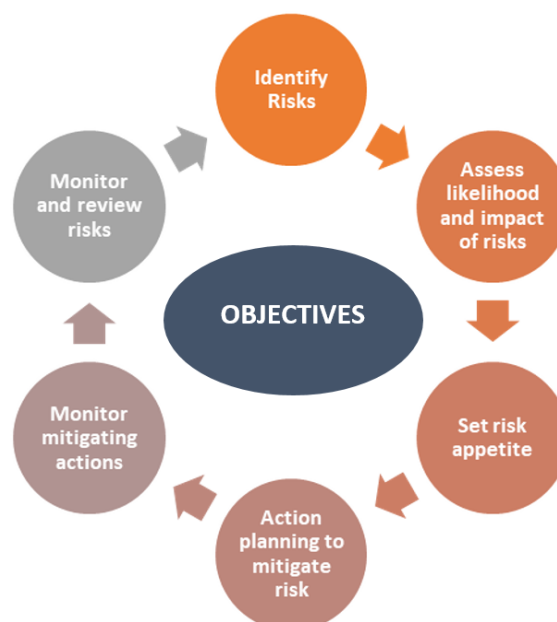 Identify
Risks
Assess
likelihood
and impact
of risks
Set risk
appetite
Action
planning to
mitigate
risk
Monitor
mitigating
actions
Monitor
and review
risks
OBJECTIVES